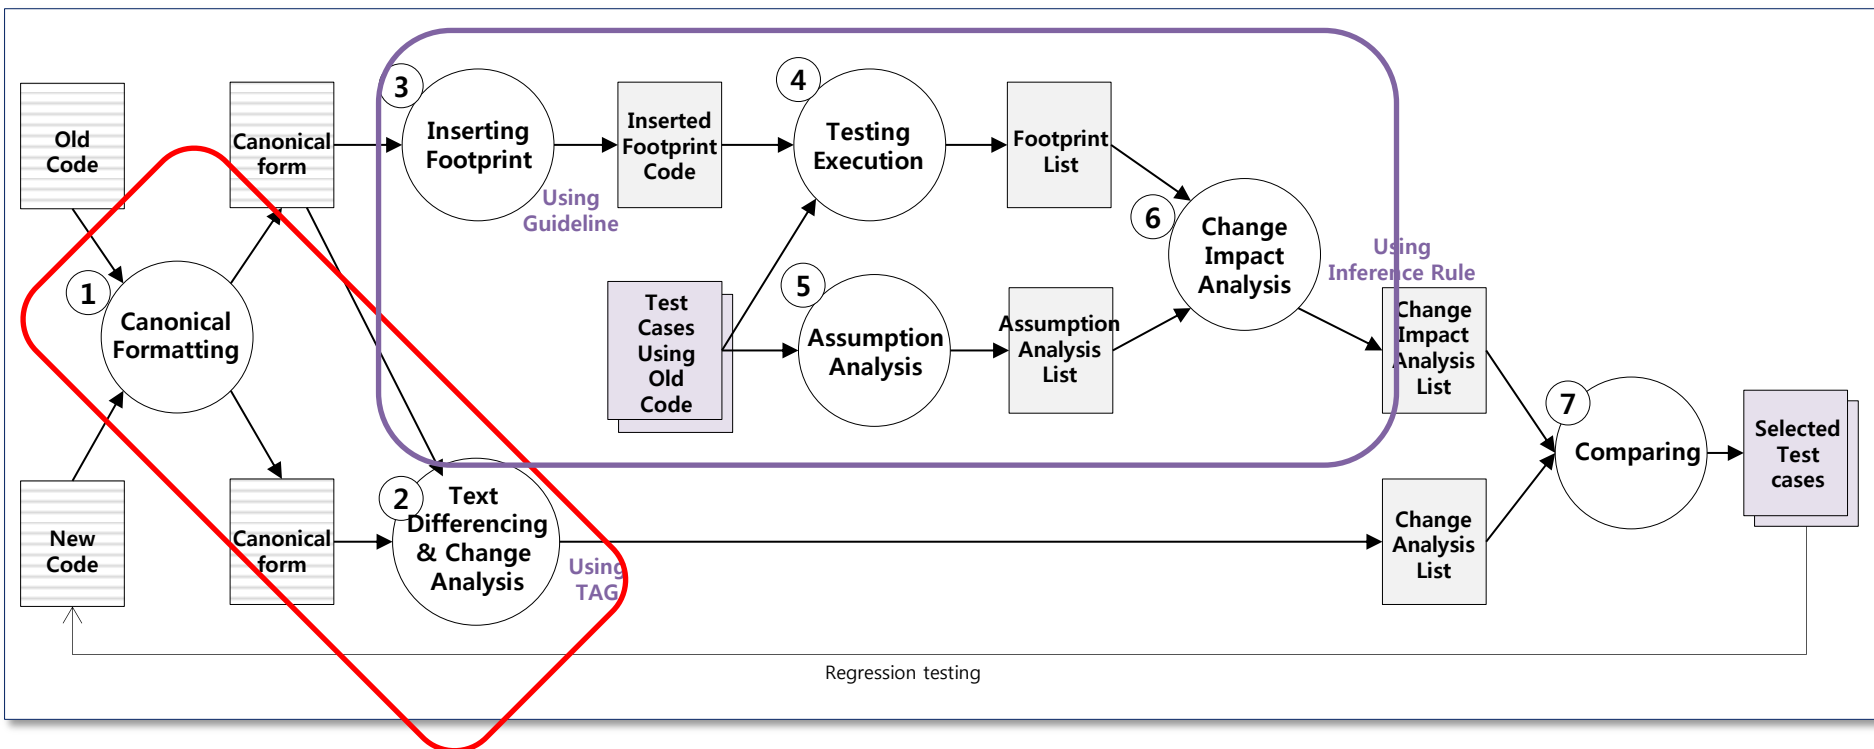 Old
Code
Canonical
form
3
Inserting
Footprint
Using
Guideline
Inserted
Footprint
Code
4
Testing
Execution
Footprint
List
6
Change
Impact
Analysis
Using
Inference Rule
1
Canonical
Formatting
Test
Cases
Using
Old
Code
5
Assumption
Analysis
Assumption
Analysis
List
Change
Impact
Analysis
List
7
Comparing
Selected
Test
cases
New
Code
Canonical
form
2
Text
Differencing
& Change
Analysis
Using
TAG
Change
Analysis
List
Regression testing